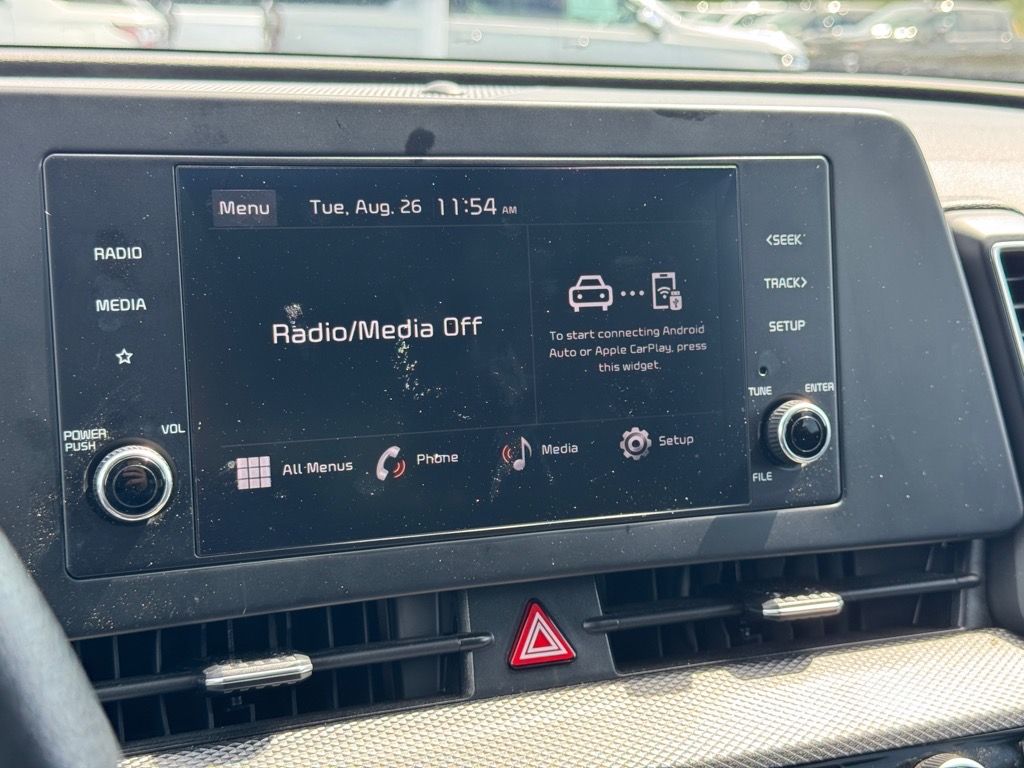 Menu Tue, Aug. 26 11:54 AM
RADIO
MEDIA
POWER
PUSH
VOL
Radio/Media Off
To start connecting Android
Auto or Apple CarPlay, press
this widget.
All Menus Phone Media Setup
<SEEK
TRACK>
SETUP
TUNE ENTER
FILE